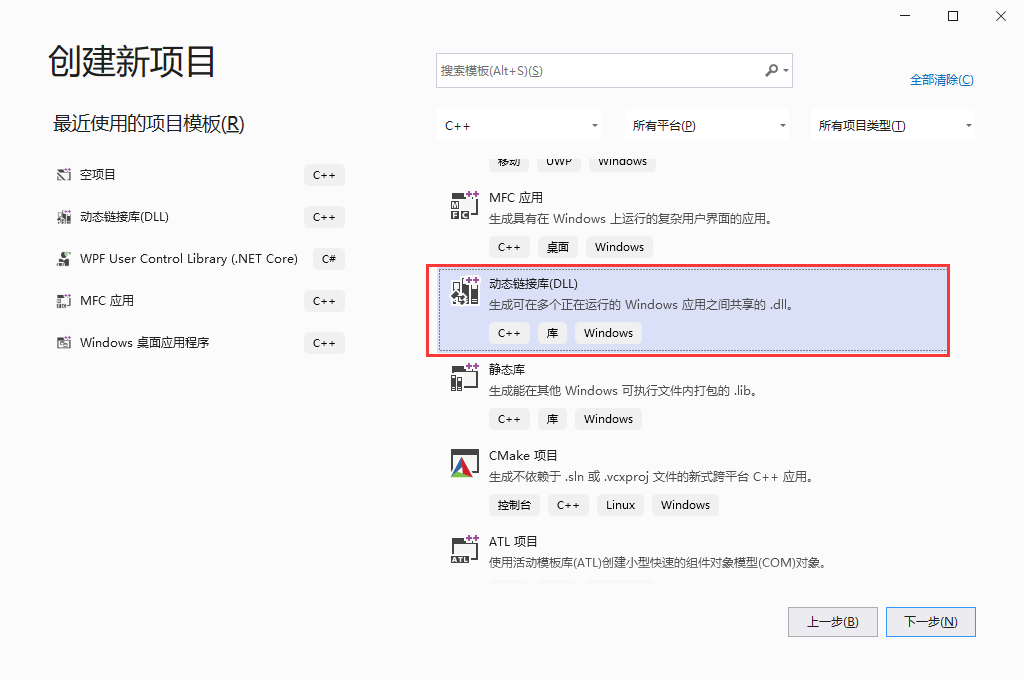 创建新项目
最近使用的项目模板(R)
空项目 C++
动态链接库(DLL) C++
WPF User Control Library (.NET Core) C#
MFC 应用 C++
Windows 桌面应用程序 C++
搜索模板(Alt+S)(S)
全部清除(C)
C++ 所有平台(P) 所有项目类型(T)
移动 UWP Windows
MFC 应用
生成具有在 Windows 上运行的复杂用户界面的应用。
C++ 桌面 Windows
动态链接库(DLL)
生成可在多个正在运行的 Windows 应用之间共享的 .dll。
C++ 库 Windows
静态库
生成能在其他 Windows 可执行文件内打包的 .lib。
C++ 库 Windows
CMake 项目
生成不依赖于 .sln 或 .vcxproj 文件的新式跨平台 C++ 应用。
控制台 C++ Linux Windows
ATL 项目
使用活动模板库(ATL)创建小型快速的组件对象模型(COM)对象。
上一步(B) 下一步(N)